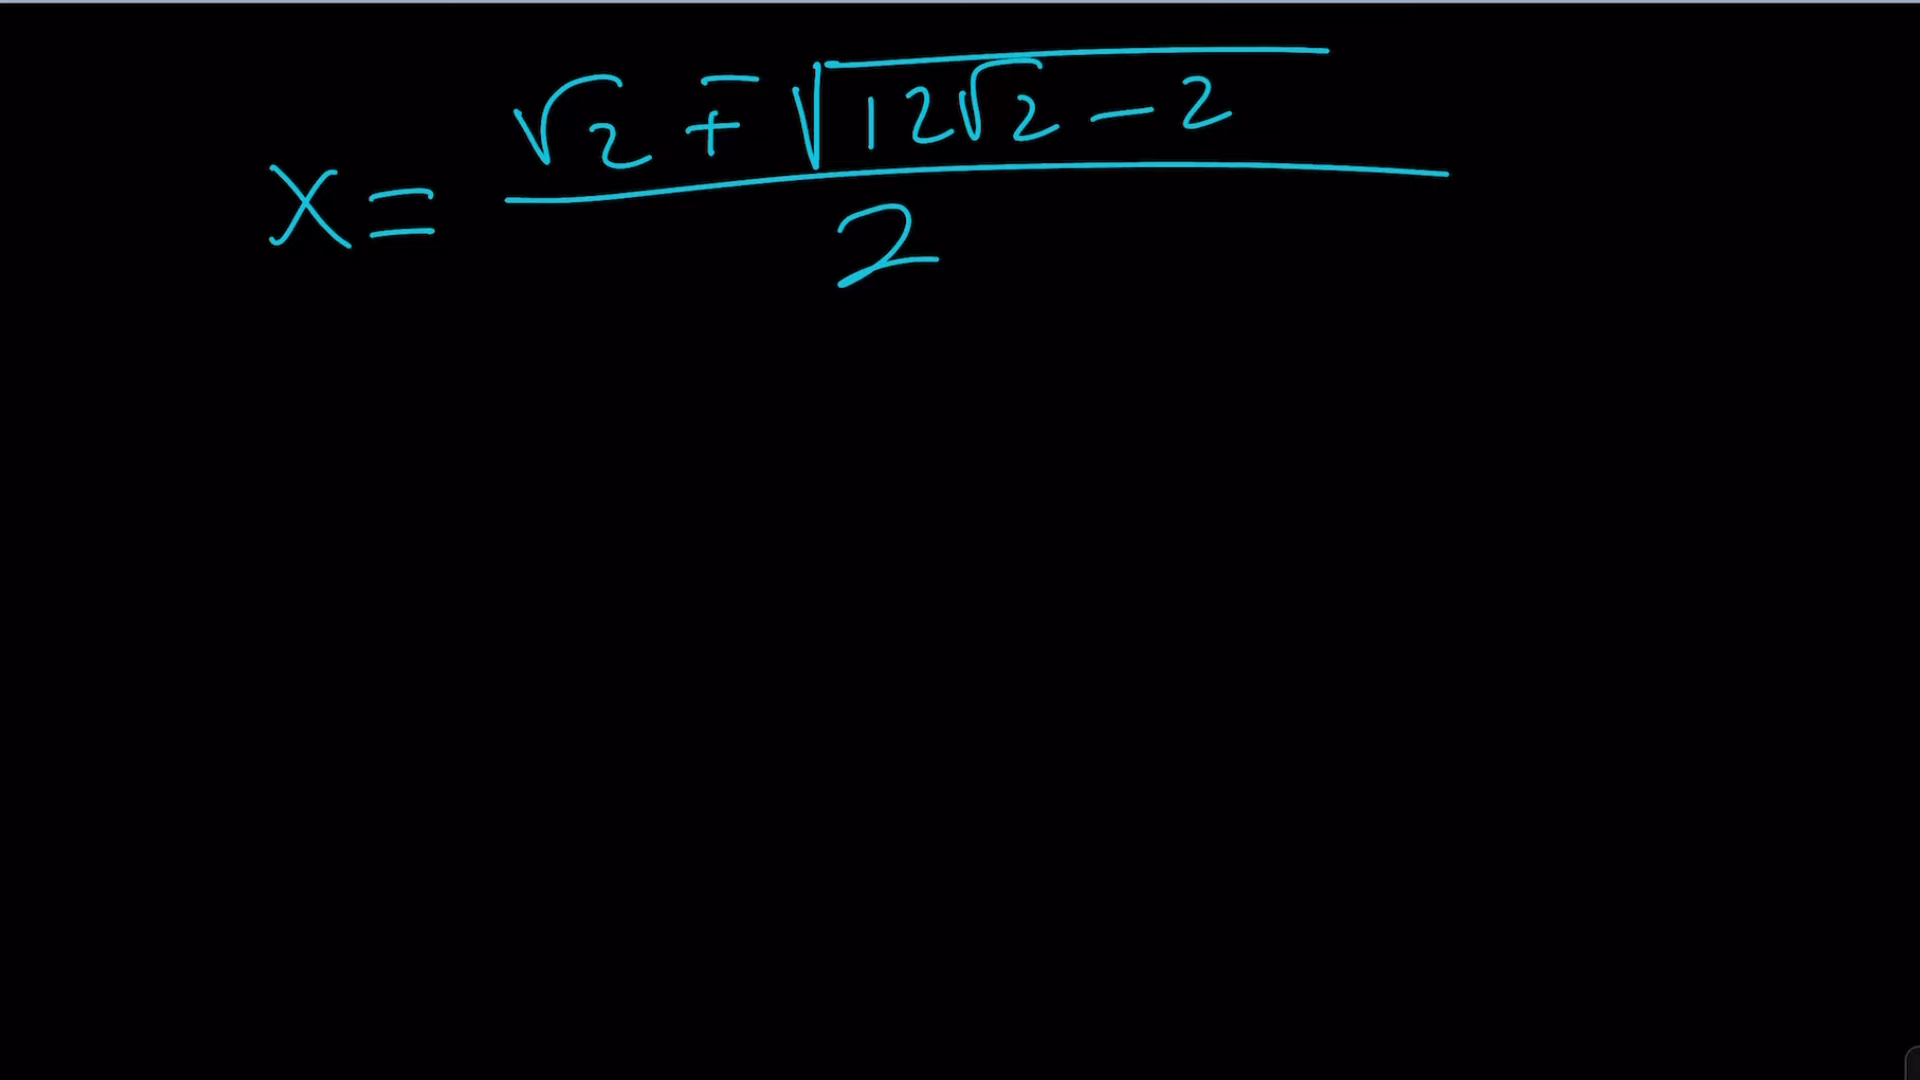 X = (√2 ∓ √(12√2 − 2)) / 2